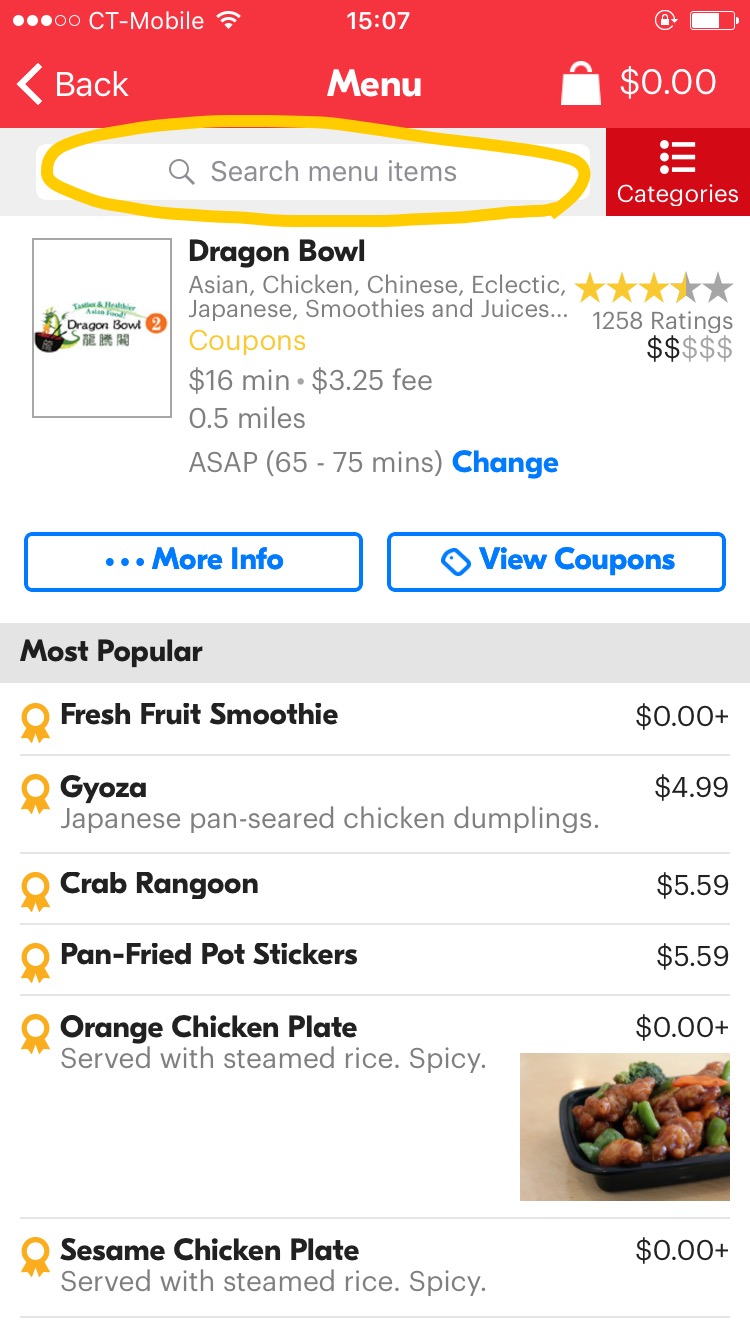 CT-Mobile 15:07
Back Menu $0.00
Search menu items
Categories
Dragon Bowl
Asian, Chicken, Chinese, Eclectic,
Japanese, Smoothies and Juices...
1258 Ratings
Coupons
$$$$$
$16 min • $3.25 fee
0.5 miles
ASAP (65 - 75 mins) Change
Tastier & Healthier
Asian Food!
Dragon Bowl 2
龍騰閣
••• More Info
View Coupons
Most Popular
Fresh Fruit Smoothie $0.00+
Gyoza $4.99
Japanese pan-seared chicken dumplings.
Crab Rangoon $5.59
Pan-Fried Pot Stickers $5.59
Orange Chicken Plate $0.00+
Served with steamed rice. Spicy.
Sesame Chicken Plate $0.00+
Served with steamed rice. Spicy.